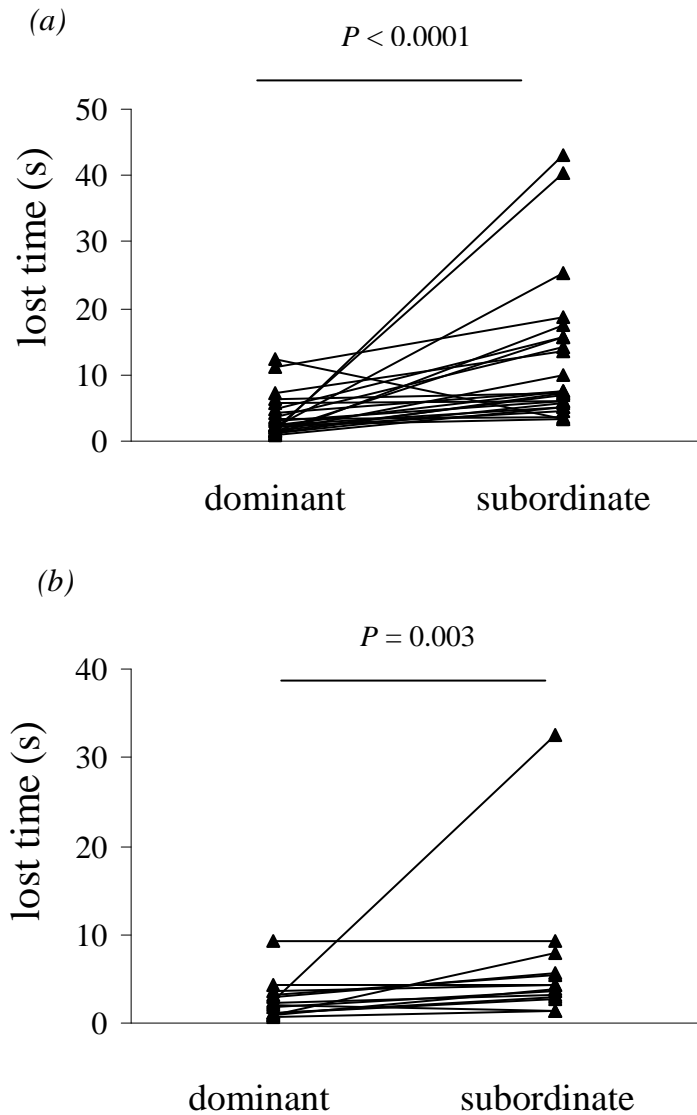 (a)
P < 0.0001
50
40
30
20
10
0
lost time (s)
dominant subordinate
(b)
P = 0.003
40
30
20
10
0
lost time (s)
dominant subordinate